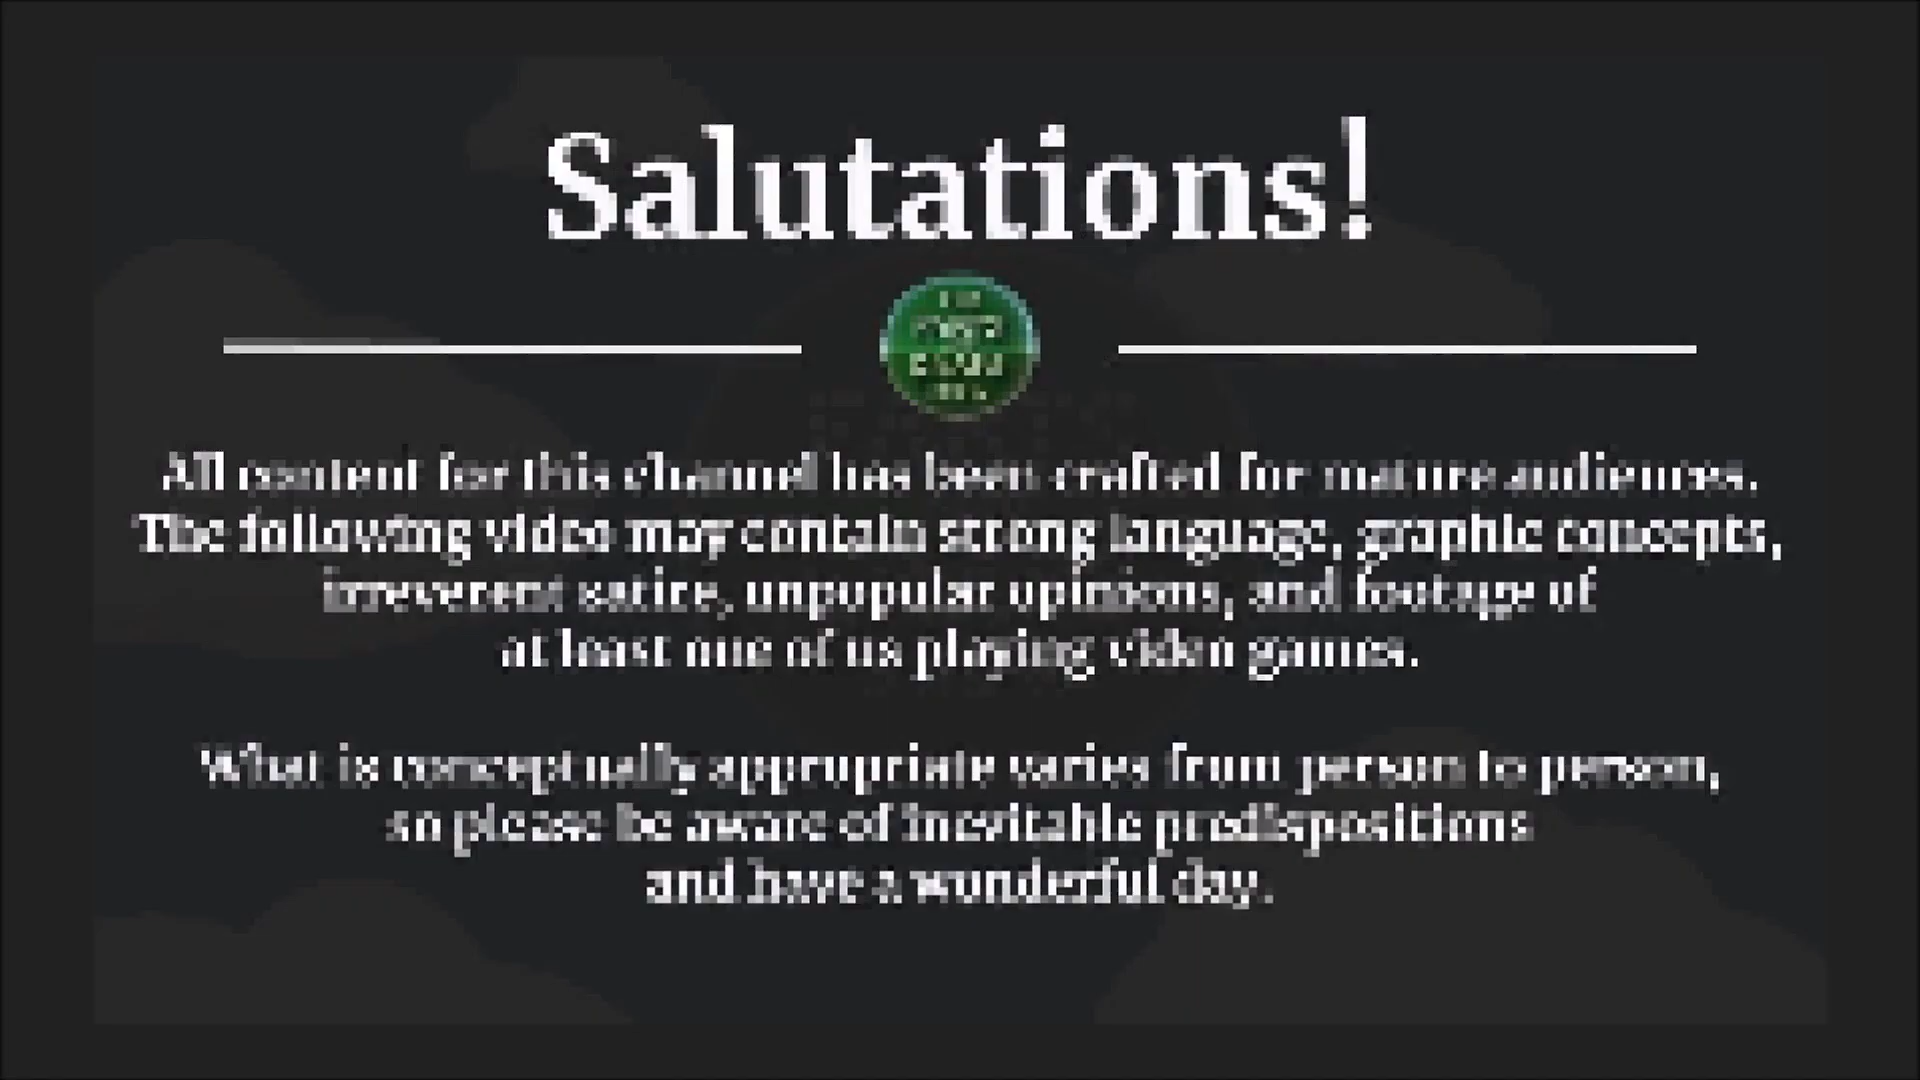 Salutations!
All content for this channel has been crafted for mature audiences.
The following video may contain strong language, graphic concepts,
irreverent satire, unpopular opinions, and footage of
at least one of us playing video games.
What is conceptually appropriate varies from person to person,
so please be aware of inevitable predispositions
and have a wonderful day.